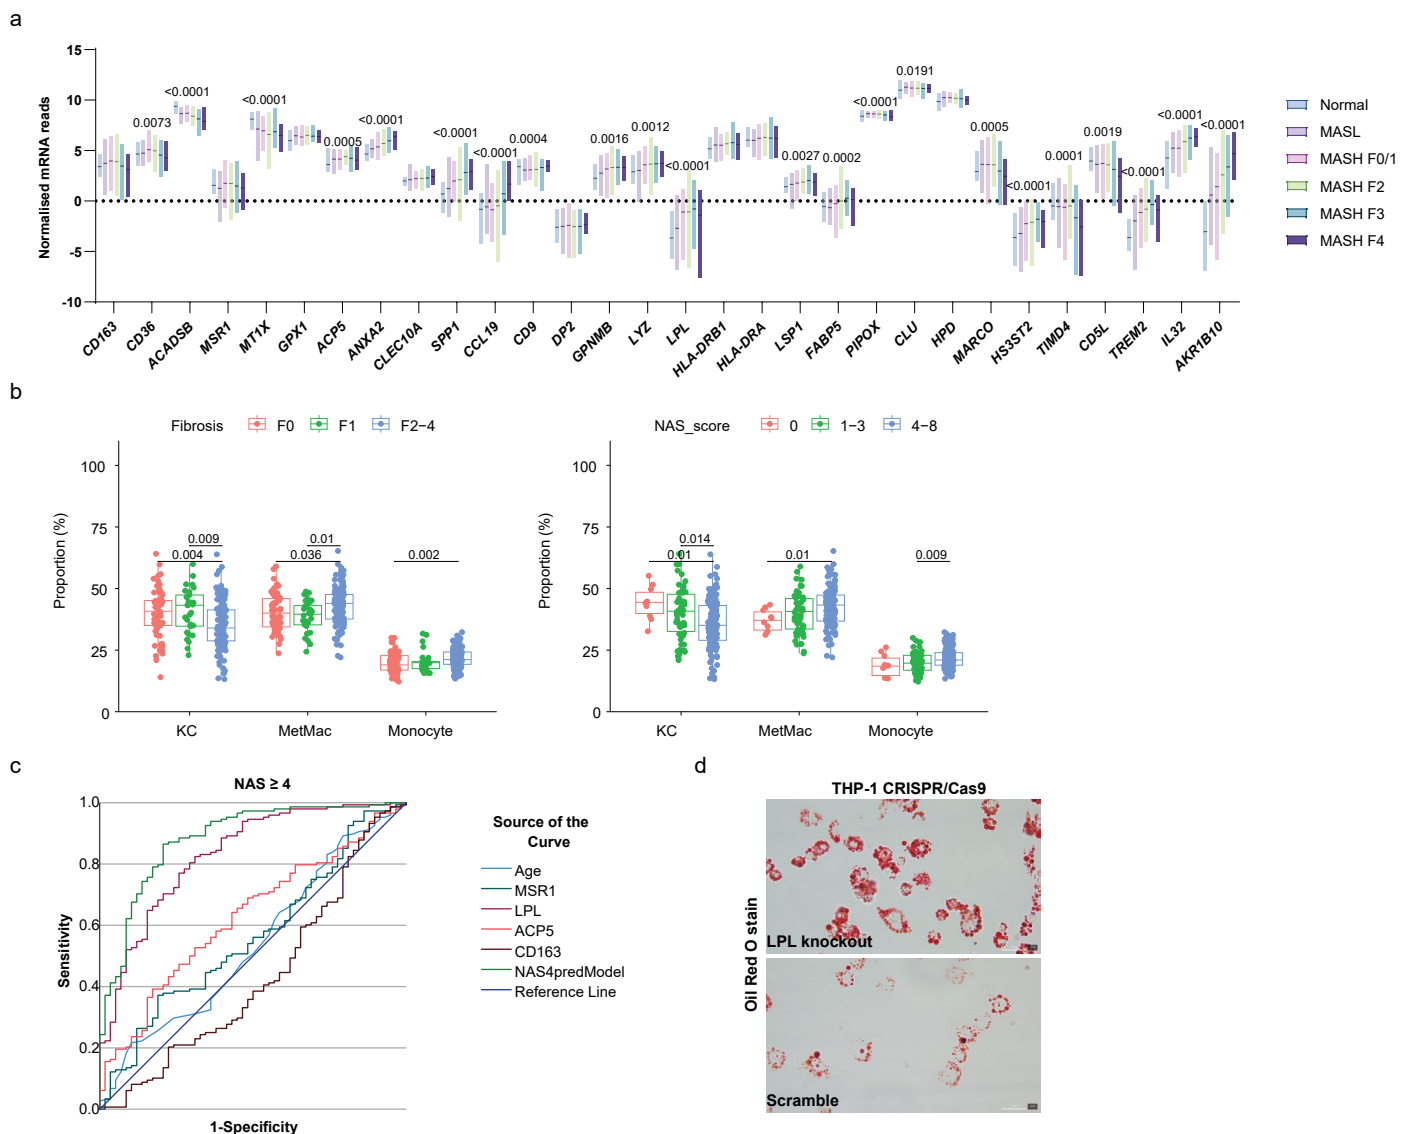 a
Normalised mRNA reads
15
10
5
0
-5
-10
<0.0001
0.0073
<0.0001
0.0005
<0.0001
<0.0001
<0.0001
0.0004
0.0016
0.0012
<0.0001
0.0027
0.0002
<0.0001
0.0191
0.0005
<0.0001
0.0001
0.0019
<0.0001
<0.0001
<0.0001
CD163
CD36
ACADSB
MSR1
MT1X
GPX1
ACP5
ANXA2
CLEC10A
SPP1
CCL19
CD9
DP2
GPNMB
LYZ
LPL
HLA-DRB1
HLA-DRA
LSP1
FABP5
PIPOX
CLU
HPD
MARCO
HS3ST2
TIMD4
CD5L
TREM2
IL32
AKR1B10
Normal
MASL
MASH F0/1
MASH F2
MASH F3
MASH F4
b
Fibrosis F0 F1 F2−4
Proportion (%)
100
75
50
25
0
0.009
0.004
0.01
0.036
0.002
KC MetMac Monocyte
NAS_score 0 1−3 4−8
Proportion (%)
100
75
50
25
0
0.014
0.01
0.01
0.009
KC MetMac Monocyte
c
NAS ≥ 4
Sensitivity
1.0
0.8
0.6
0.4
0.2
0.0
1-Specificity
Source of the
Curve
Age
MSR1
LPL
ACP5
CD163
NAS4predModel
Reference Line
d
THP-1 CRISPR/Cas9
Oil Red O stain
LPL knockout
Scramble